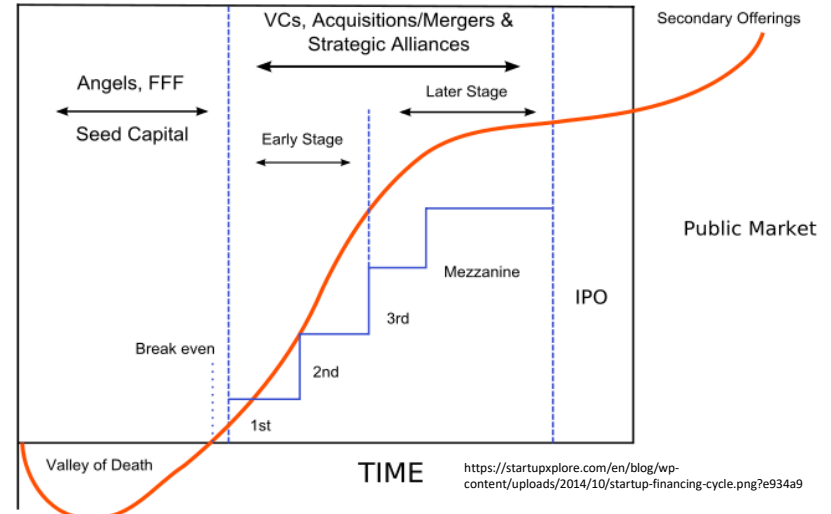 VCs, Acquisitions/Mergers &
Strategic Alliances
Secondary Offerings
Angels, FFF
Seed Capital
Later Stage
Early Stage
Public Market
Mezzanine
IPO
3rd
Break even
2nd
1st
Valley of Death
TIME
https://startupxplore.com/en/blog/wp-
content/uploads/2014/10/startup-financing-cycle.png?e934a9